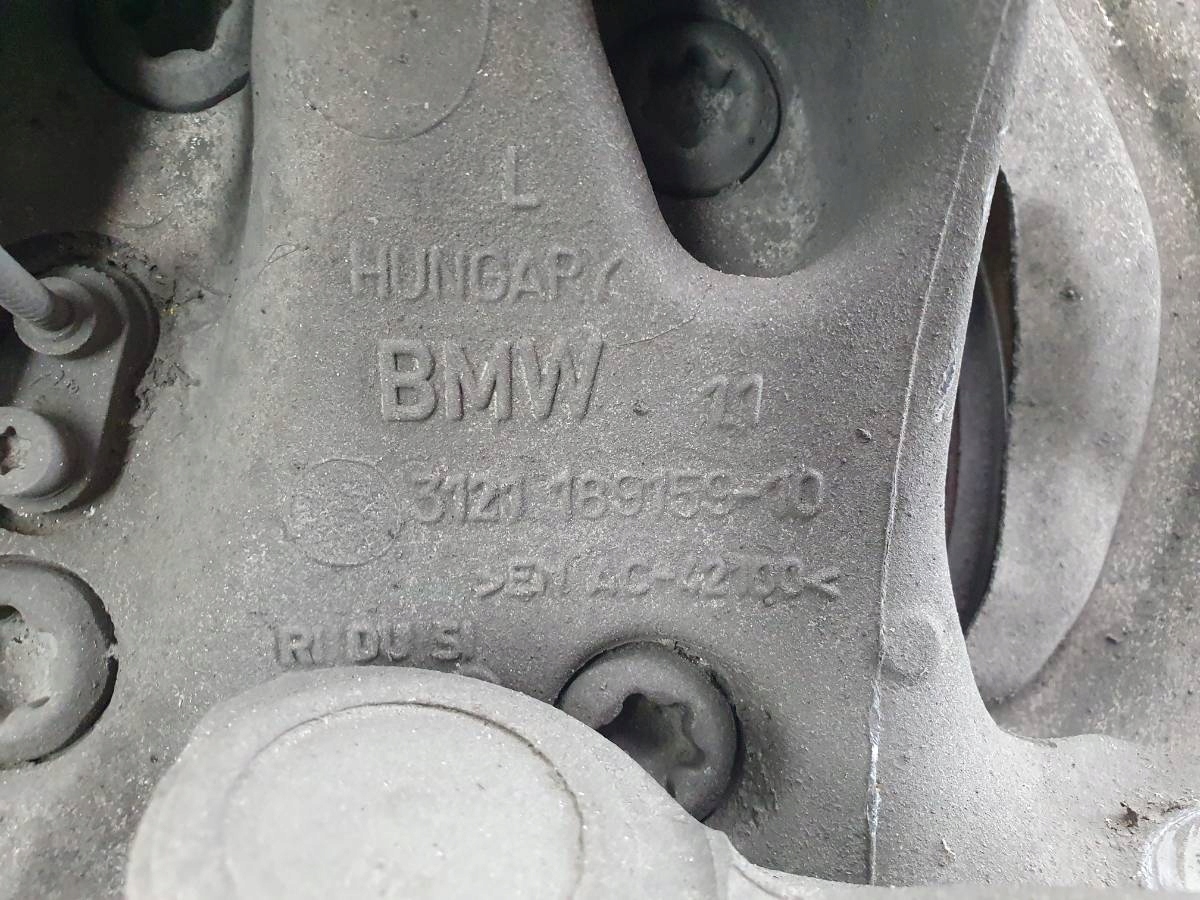 L
HUNGARY
BMW 11
3121 189159-10
>EN AC-42100<